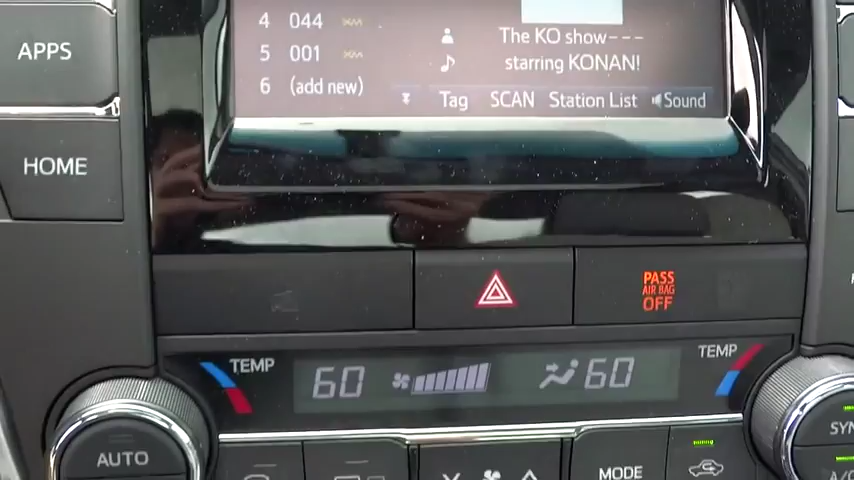 APPS
4 044
5 001
6 (add new)
The KO show---
starring KONAN!
Tag SCAN Station List Sound
HOME
PASS
AIR BAG
OFF
TEMP
60
60
TEMP
AUTO
MODE
SYN
A/C